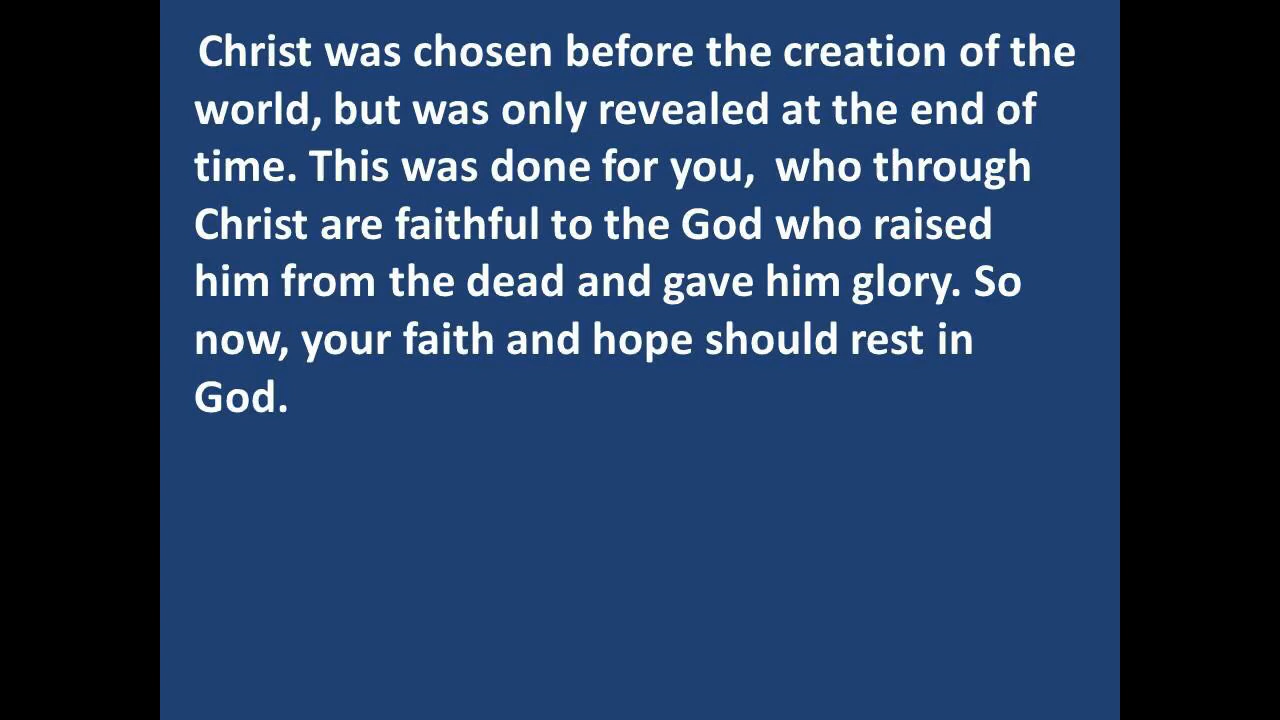 Christ was chosen before the creation of the
world, but was only revealed at the end of
time. This was done for you,  who through
Christ are faithful to the God who raised
him from the dead and gave him glory. So
now, your faith and hope should rest in
God.